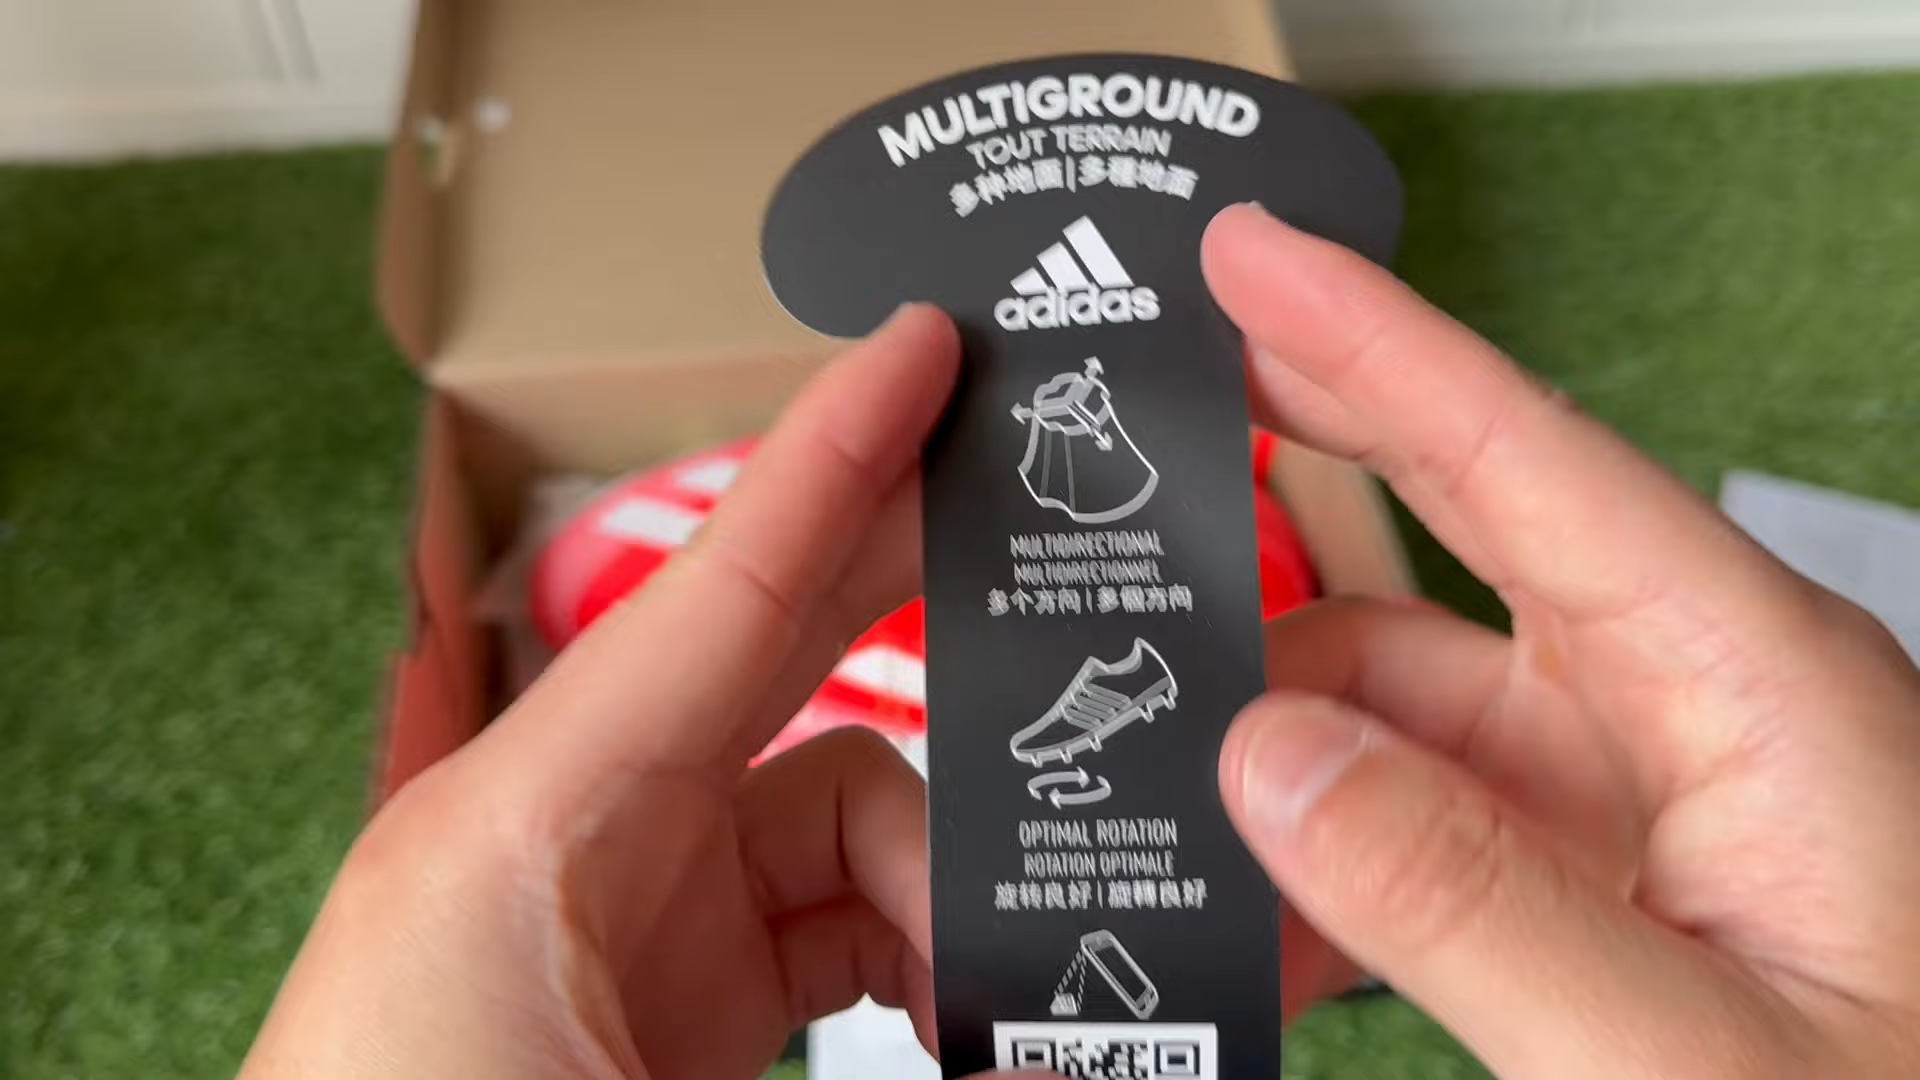 MULTIGROUND
TOUT TERRAIN
多种地面 | 多種地面
adidas
MULTIDIRECTIONAL
MULTIDIRECTIONNEL
多个方向 | 多個方向
OPTIMAL ROTATION
ROTATION OPTIMALE
旋转良好 | 旋轉良好